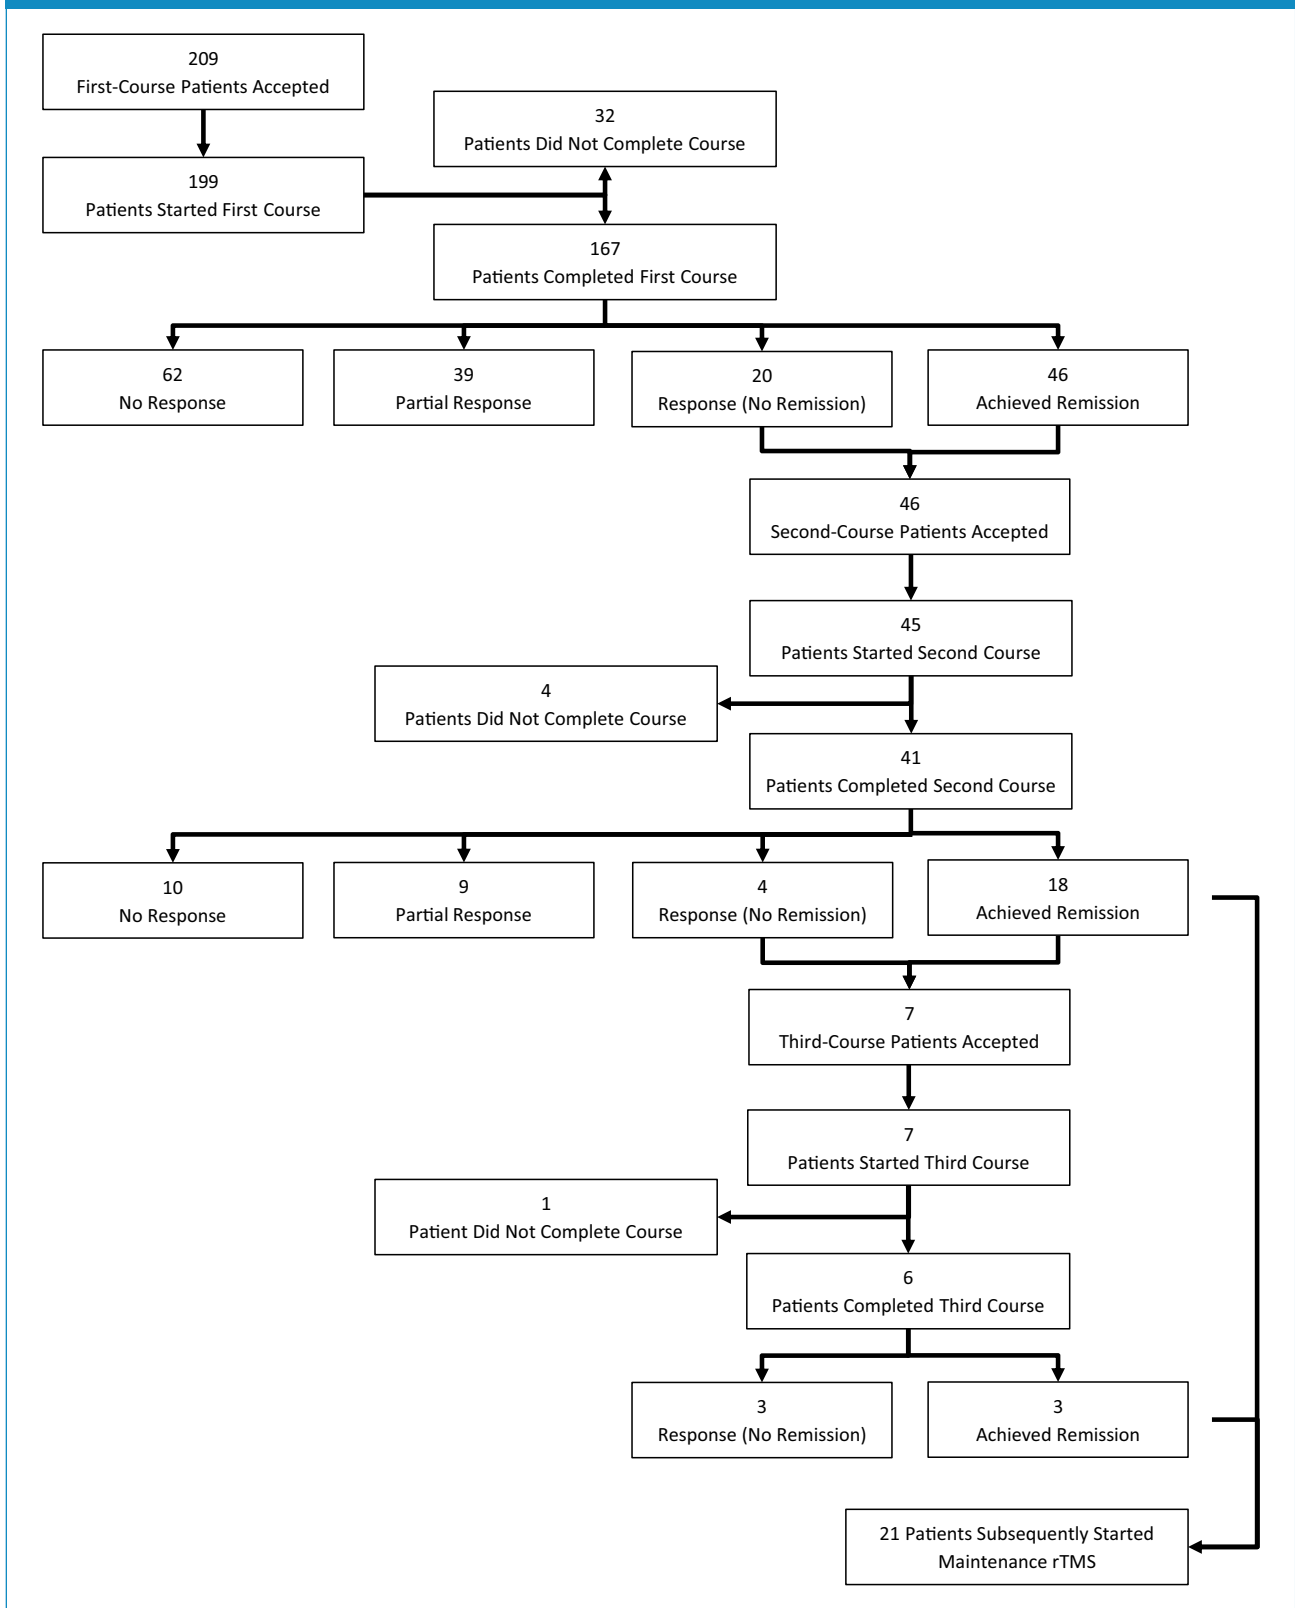 209
First-Course Patients Accepted
32
Patients Did Not Complete Course
199
Patients Started First Course
167
Patients Completed First Course
62
No Response
39
Partial Response
20
Response (No Remission)
46
Achieved Remission
46
Second-Course Patients Accepted
45
Patients Started Second Course
4
Patients Did Not Complete Course
41
Patients Completed Second Course
10
No Response
9
Partial Response
4
Response (No Remission)
18
Achieved Remission
7
Third-Course Patients Accepted
7
Patients Started Third Course
1
Patient Did Not Complete Course
6
Patients Completed Third Course
3
Response (No Remission)
3
Achieved Remission
21 Patients Subsequently Started
Maintenance rTMS